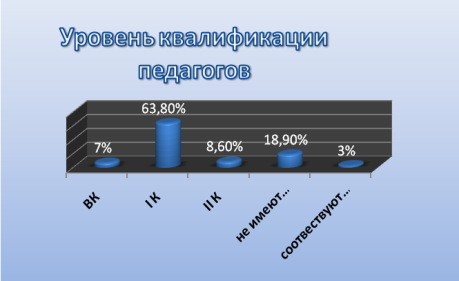 Уровень квалификации
педагогов
63,80%
7%
8,60%
18,90%
3%
ВК
I К
II К
не имеют...
соотвествуют...